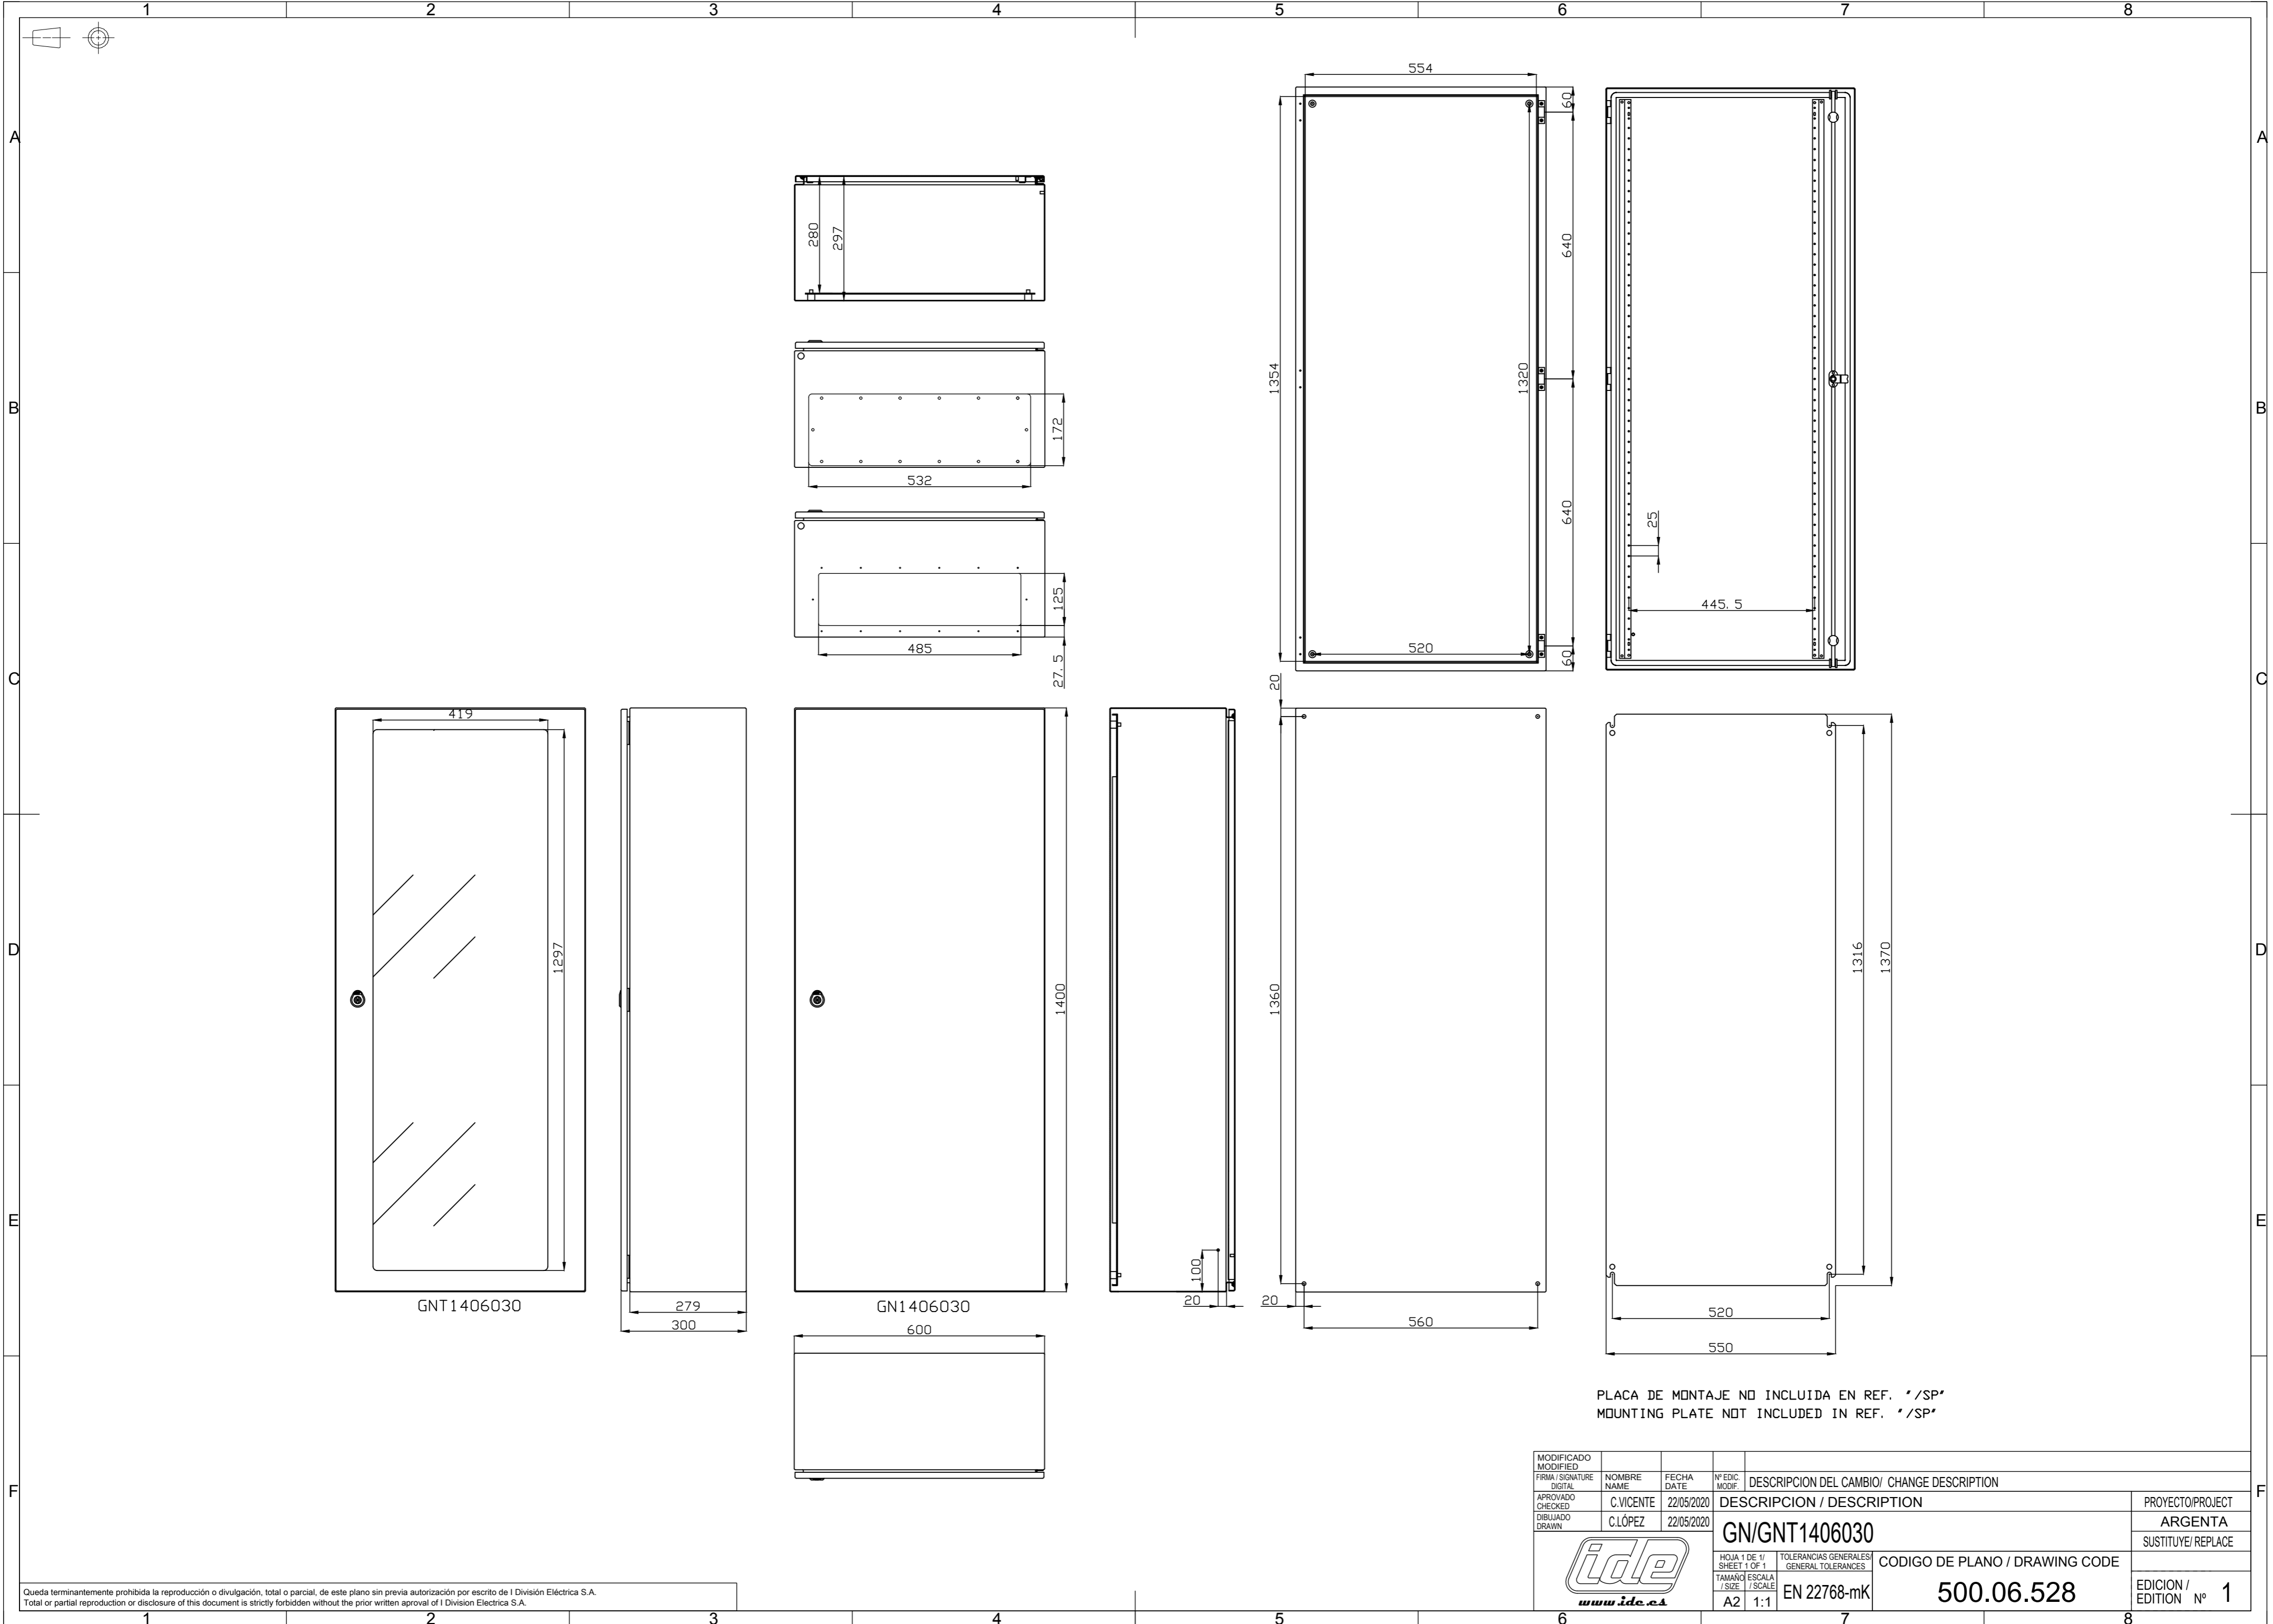 1 2 3 4 5 6 7 8
A A
B B
C C
D D
E E
F F
280
297
172
532
125
485
27. 5
554
60
640
1354
1320
640
520
60
25
445. 5
419
1297
GNT1406030
279
300
1400
GN1406030
600
100
20
20
1360
20
560
1316
1370
520
550
PLACA DE MONTAJE NO INCLUIDA EN REF. "/SP"
MOUNTING PLATE NOT INCLUDED IN REF. "/SP"
MODIFICADO
MODIFIED
FIRMA / SIGNATURE
DIGITAL
NOMBRE
NAME
FECHA
DATE
Nº EDIC.
MODIF.
DESCRIPCION DEL CAMBIO/ CHANGE DESCRIPTION
APROVADO
CHECKED
C.VICENTE 22/05/2020
DIBUJADO
DRAWN
C.LÓPEZ 22/05/2020
DESCRIPCION / DESCRIPTION
GN/GNT1406030
PROYECTO/PROJECT
ARGENTA
SUSTITUYE/ REPLACE
ide
www.ide.es
HOJA 1 DE 1/
SHEET 1 OF 1
TAMAÑO
/ SIZE
A2
ESCALA
/ SCALE
1:1
TOLERANCIAS GENERALES/
GENERAL TOLERANCES
EN 22768-mK
CODIGO DE PLANO / DRAWING CODE
500.06.528
EDICION /
EDITION Nº 1
Queda terminantemente prohibida la reproducción o divulgación, total o parcial, de este plano sin previa autorización por escrito de I División Eléctrica S.A.
Total or partial reproduction or disclosure of this document is strictly forbidden without the prior written aproval of I Division Electrica S.A.
1 2 3 4 5 6 7 8